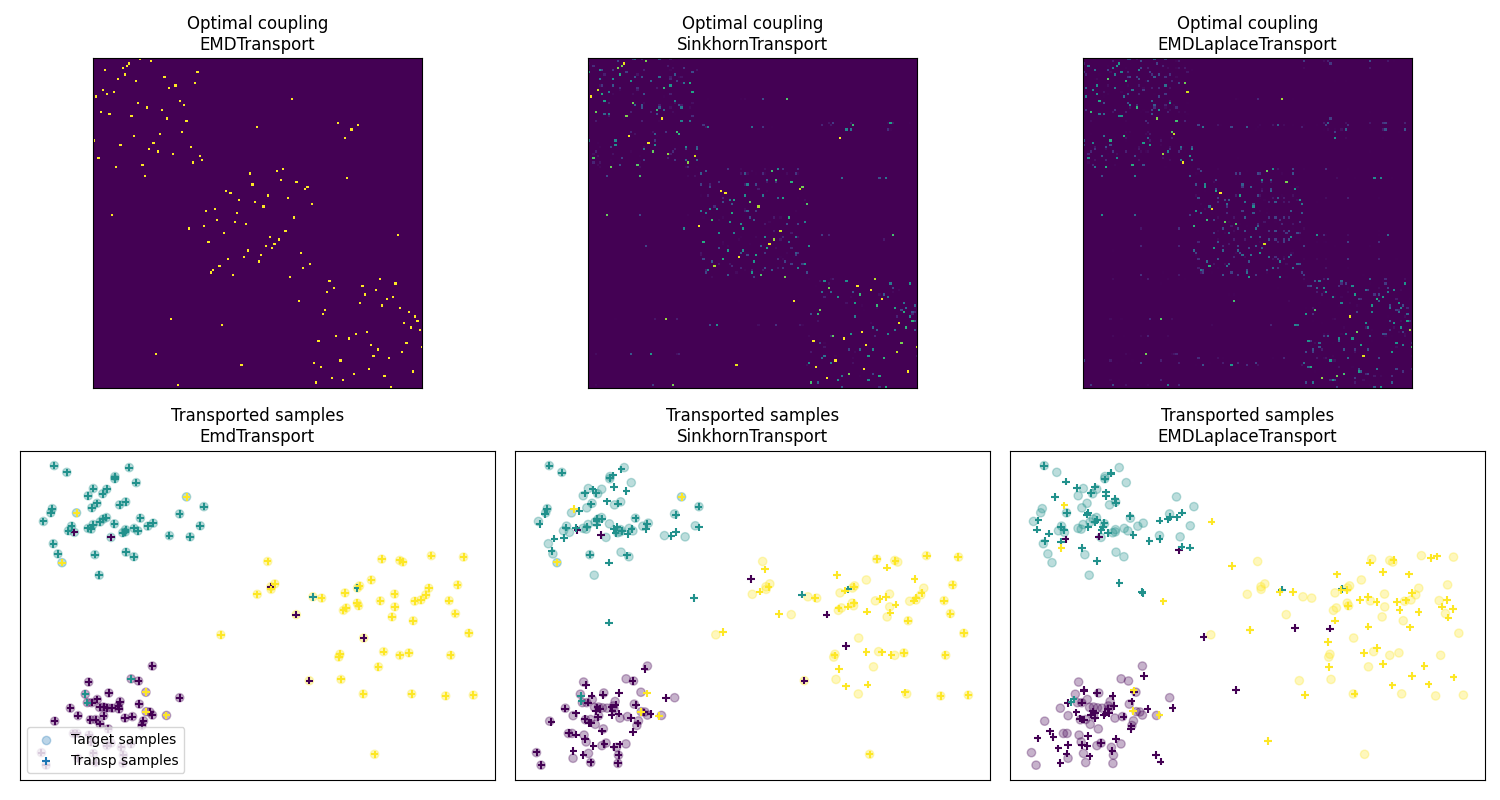 Optimal coupling
EMDTransport
Optimal coupling
SinkhornTransport
Optimal coupling
EMDLaplaceTransport
Transported samples
EmdTransport
Transported samples
SinkhornTransport
Transported samples
EMDLaplaceTransport
Target samples
Transp samples